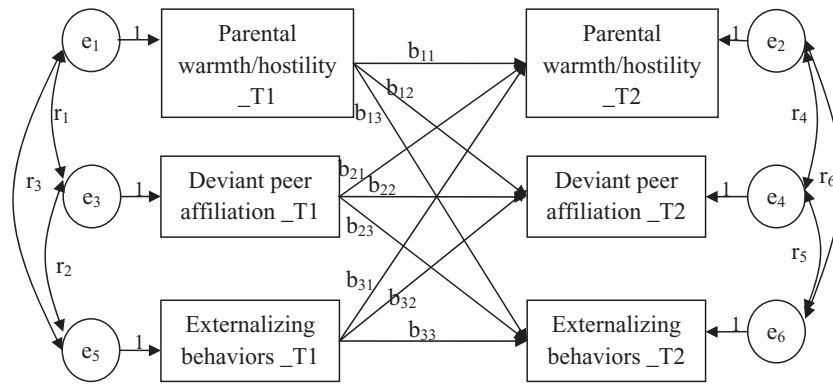 e₁
1
Parental
warmth/hostility
_T1
b₁₁
b₁₂
b₁₃
Parental
warmth/hostility
_T2
1
e₂
r₁
r₃
r₄
r₆
e₃
1
Deviant peer
affiliation _T1
b₂₁
b₂₂
b₂₃
Deviant peer
affiliation _T2
1
e₄
r₂
r₅
e₅
1
Externalizing
behaviors _T1
b₃₁
b₃₂
b₃₃
Externalizing
behaviors _T2
1
e₆